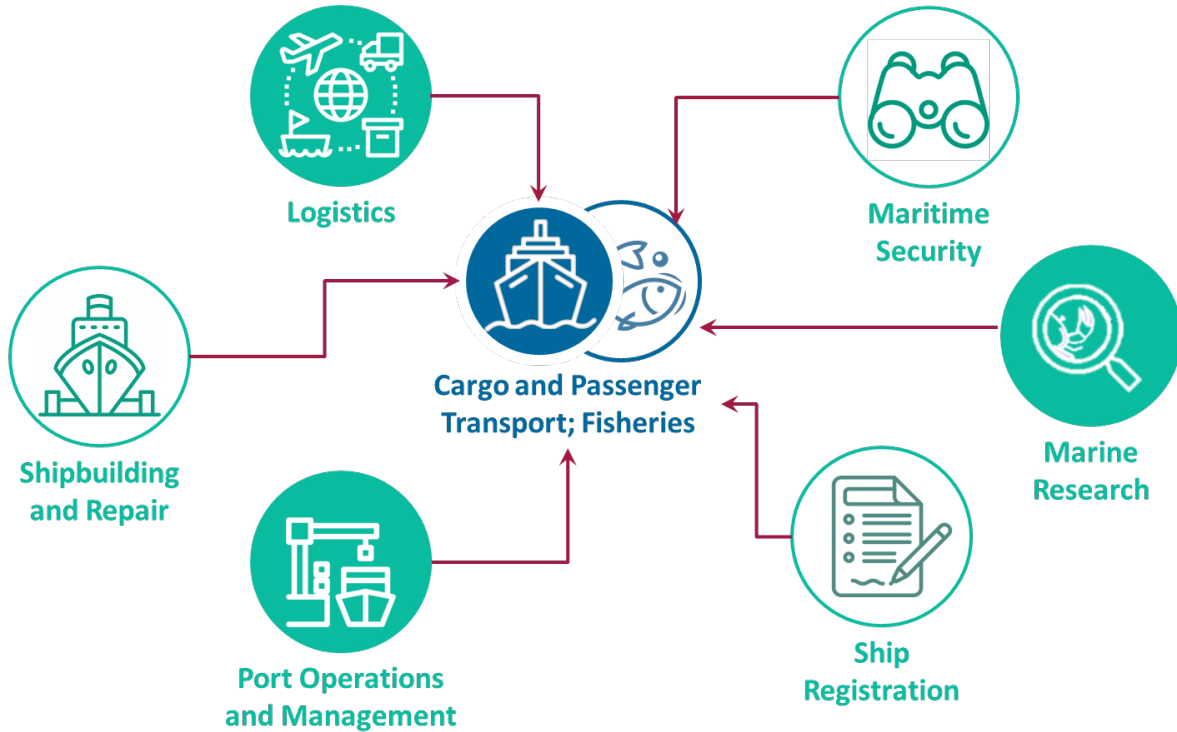 Logistics
Maritime
Security
Cargo and Passenger
Transport; Fisheries
Shipbuilding
and Repair
Marine
Research
Port Operations
and Management
Ship
Registration